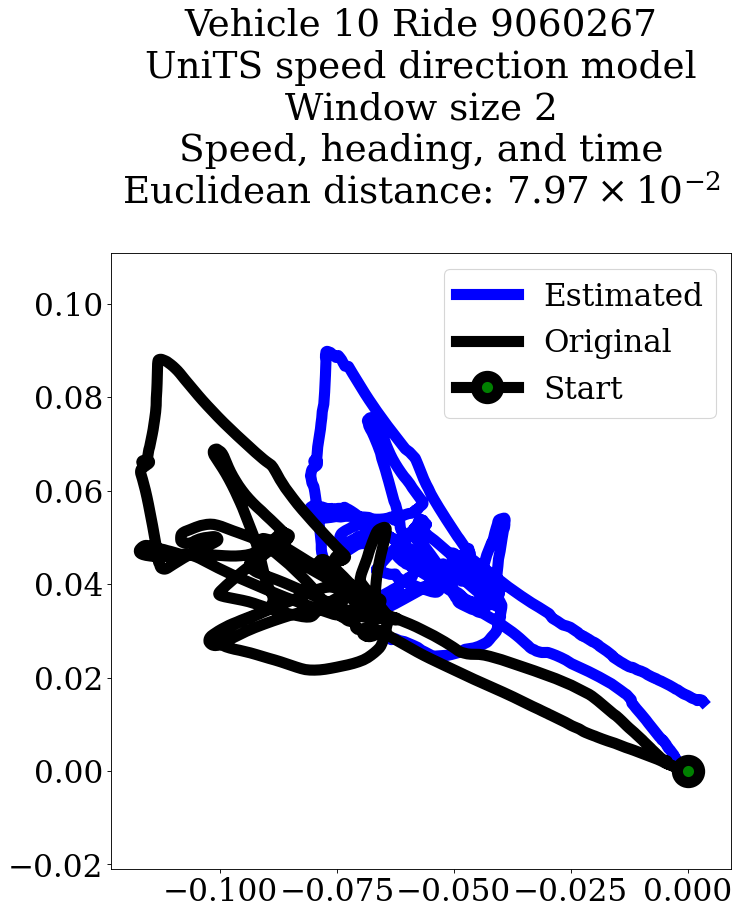 Vehicle 10 Ride 9060267
UniTS speed direction model
Window size 2
Speed, heading, and time
Euclidean distance: 7.97 × 10⁻²
Estimated
Original
Start
0.10
0.08
0.06
0.04
0.02
0.00
−0.02
−0.100 −0.075 −0.050 −0.025 0.000